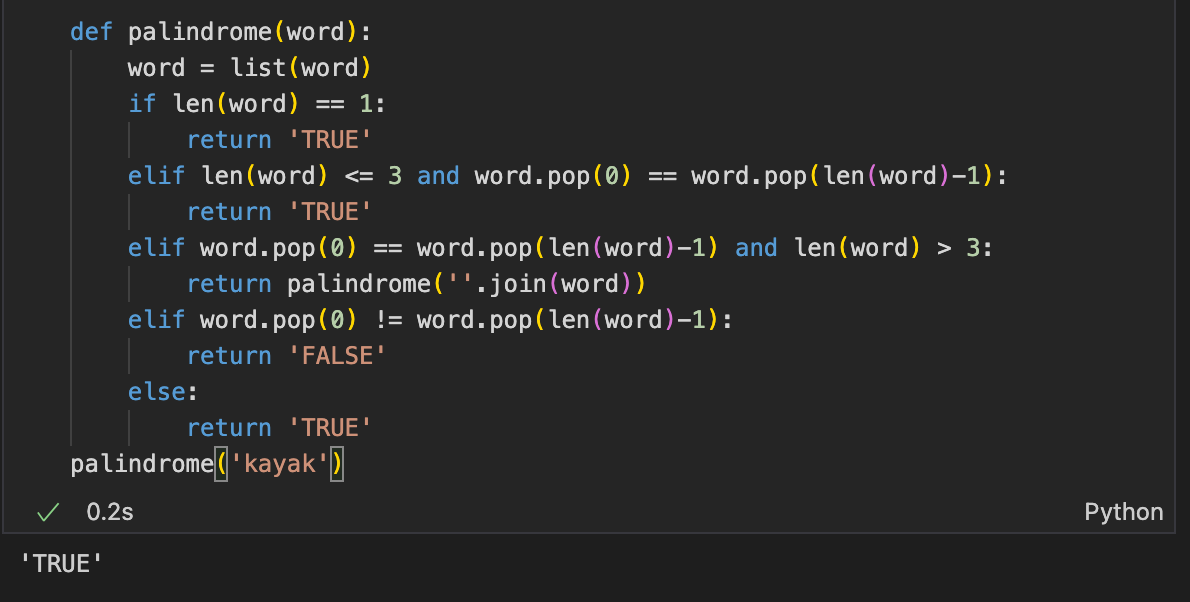 def palindrome(word):
    word = list(word)
    if len(word) == 1:
        return 'TRUE'
    elif len(word) <= 3 and word.pop(0) == word.pop(len(word)-1):
        return 'TRUE'
    elif word.pop(0) == word.pop(len(word)-1) and len(word) > 3:
        return palindrome(''.join(word))
    elif word.pop(0) != word.pop(len(word)-1):
        return 'FALSE'
    else:
        return 'TRUE'
palindrome('kayak')
0.2s Python
'TRUE'